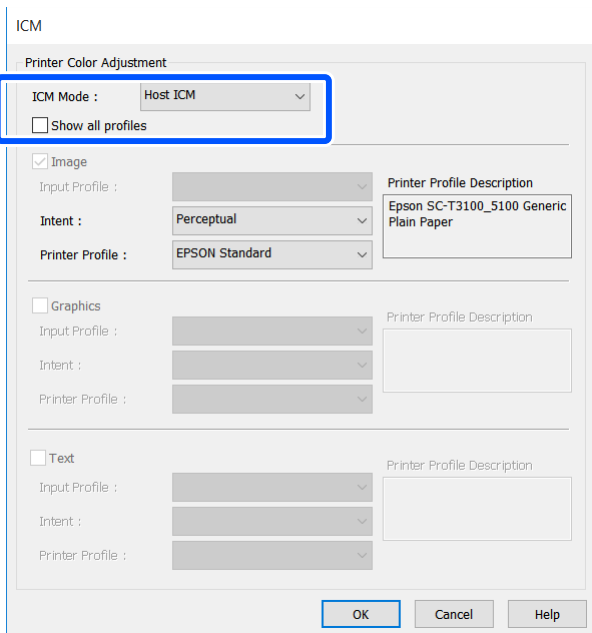 ICM
Printer Color Adjustment
ICM Mode :
Host ICM
Show all profiles
Image
Input Profile :
Printer Profile Description
Epson SC-T3100_5100 Generic
Plain Paper
Intent :
Perceptual
Printer Profile :
EPSON Standard
Graphics
Printer Profile Description
Input Profile :
Intent :
Printer Profile :
Text
Printer Profile Description
Input Profile :
Intent :
Printer Profile :
OK
Cancel
Help